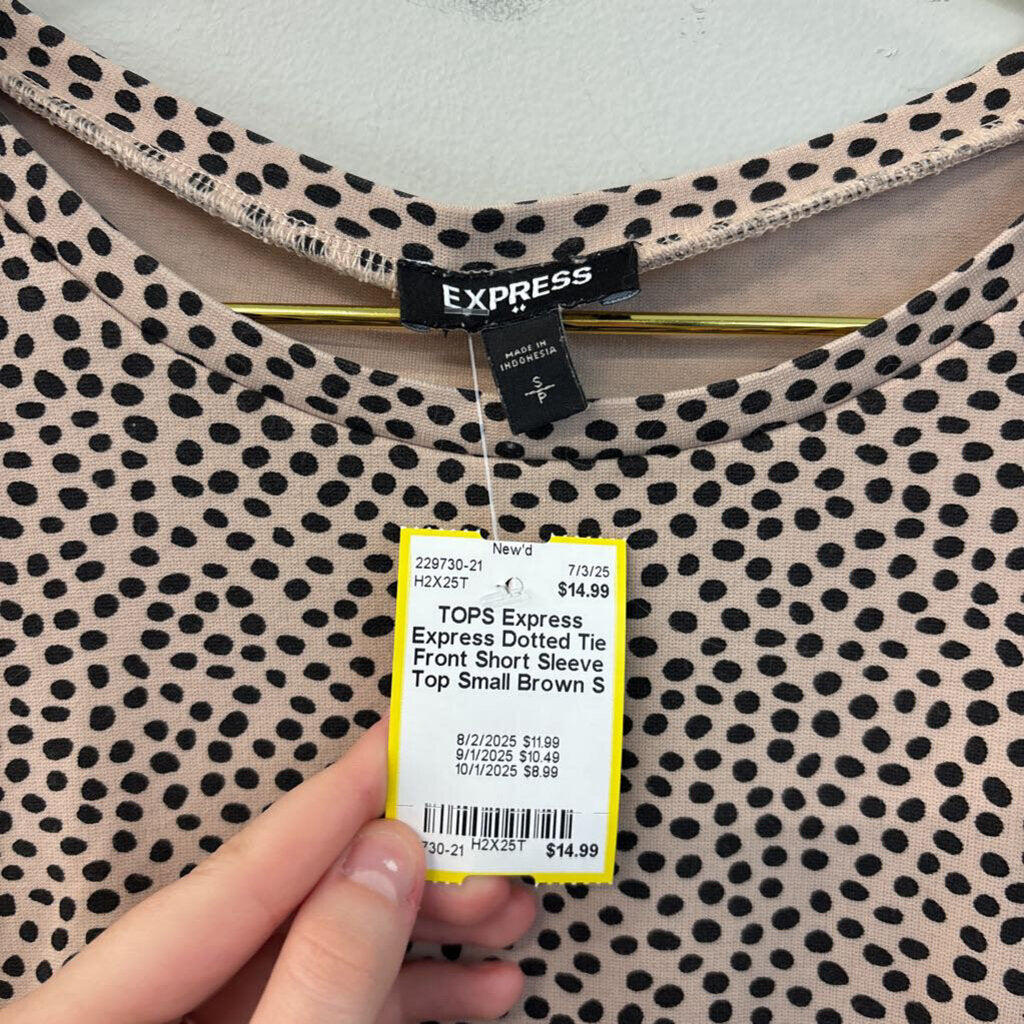 EXPRESS
MADE IN
INDONESIA
S
P
New'd
229730-21
7/3/25
H2X25T
$14.99
TOPS Express
Express Dotted Tie
Front Short Sleeve
Top Small Brown S
8/2/2025 $11.99
9/1/2025 $10.49
10/1/2025 $8.99
730-21 H2X25T $14.99